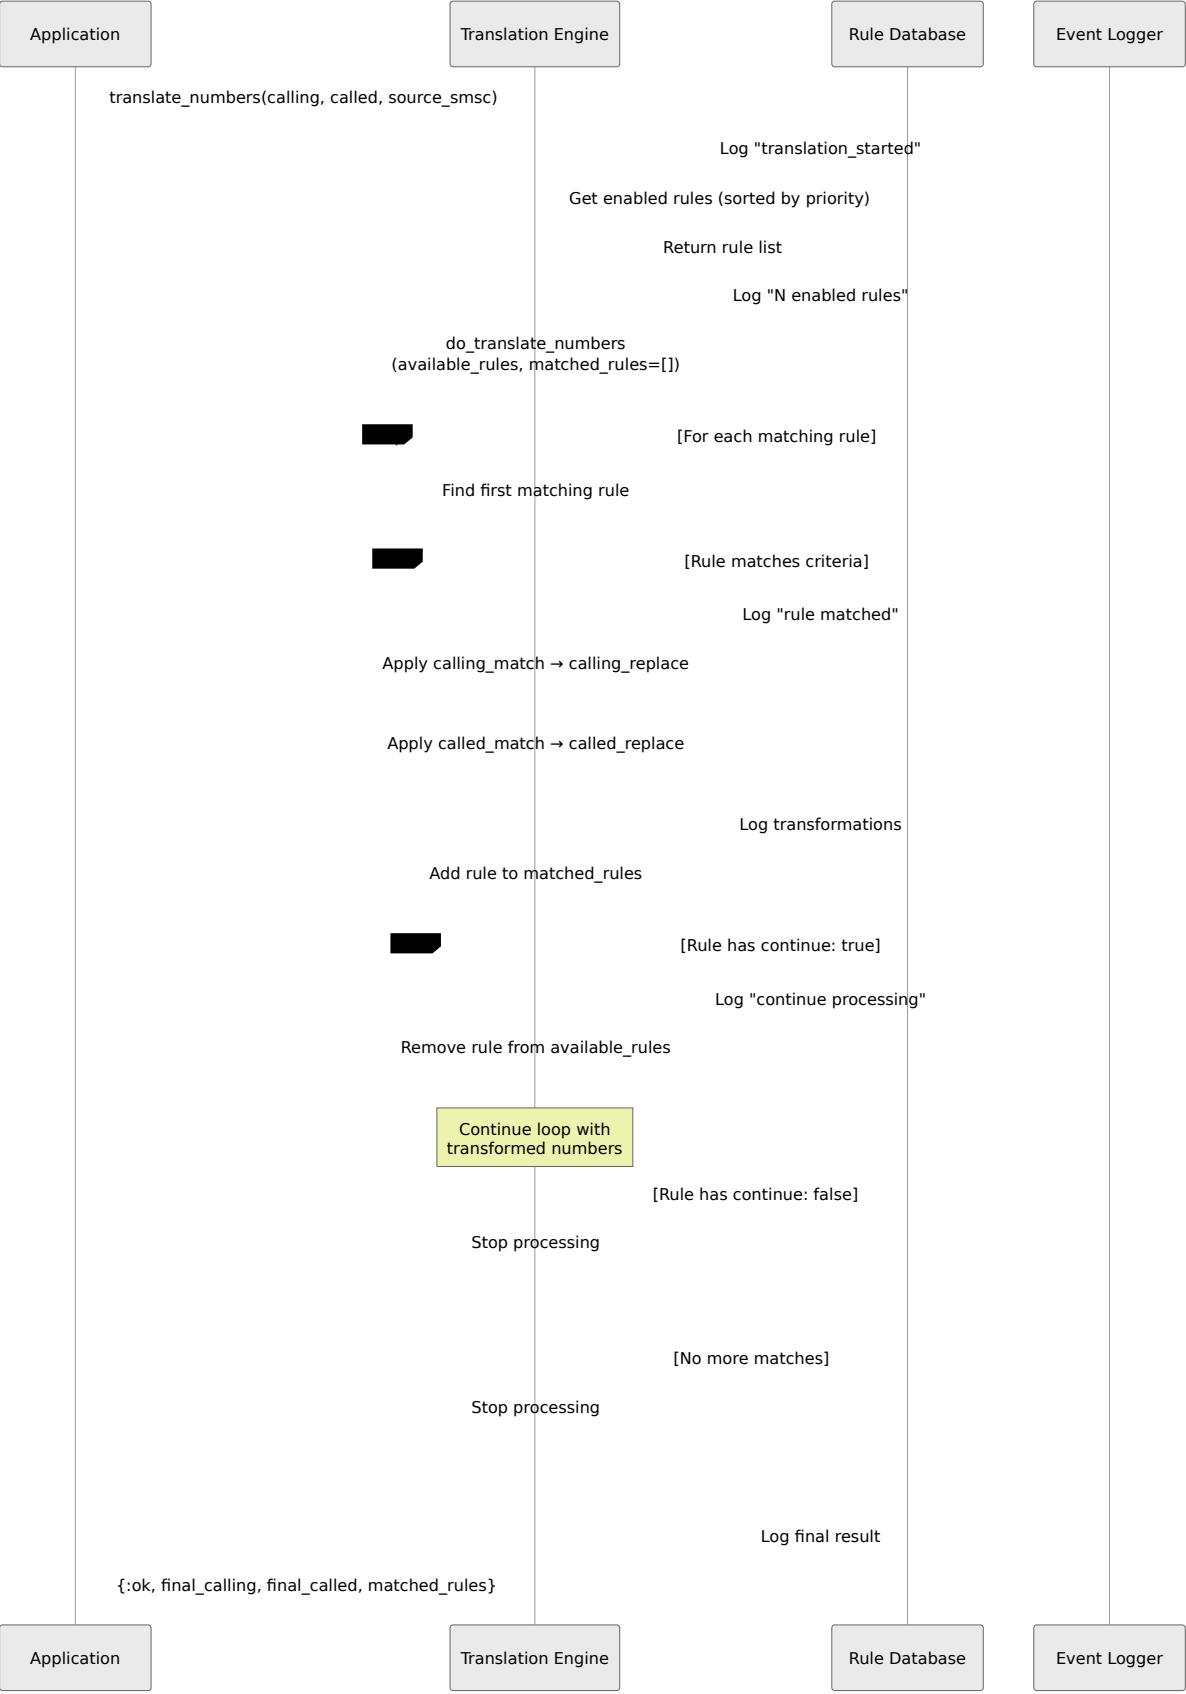 Application
Translation Engine
Rule Database
Event Logger
translate_numbers(calling, called, source_smsc)
Log "translation_started"
Get enabled rules (sorted by priority)
Return rule list
Log "N enabled rules"
do_translate_numbers
(available_rules, matched_rules=[])
[For each matching rule]
Find first matching rule
[Rule matches criteria]
Log "rule matched"
Apply calling_match → calling_replace
Apply called_match → called_replace
Log transformations
Add rule to matched_rules
[Rule has continue: true]
Log "continue processing"
Remove rule from available_rules
Continue loop with
transformed numbers
[Rule has continue: false]
Stop processing
[No more matches]
Stop processing
Log final result
{:ok, final_calling, final_called, matched_rules}
Application
Translation Engine
Rule Database
Event Logger